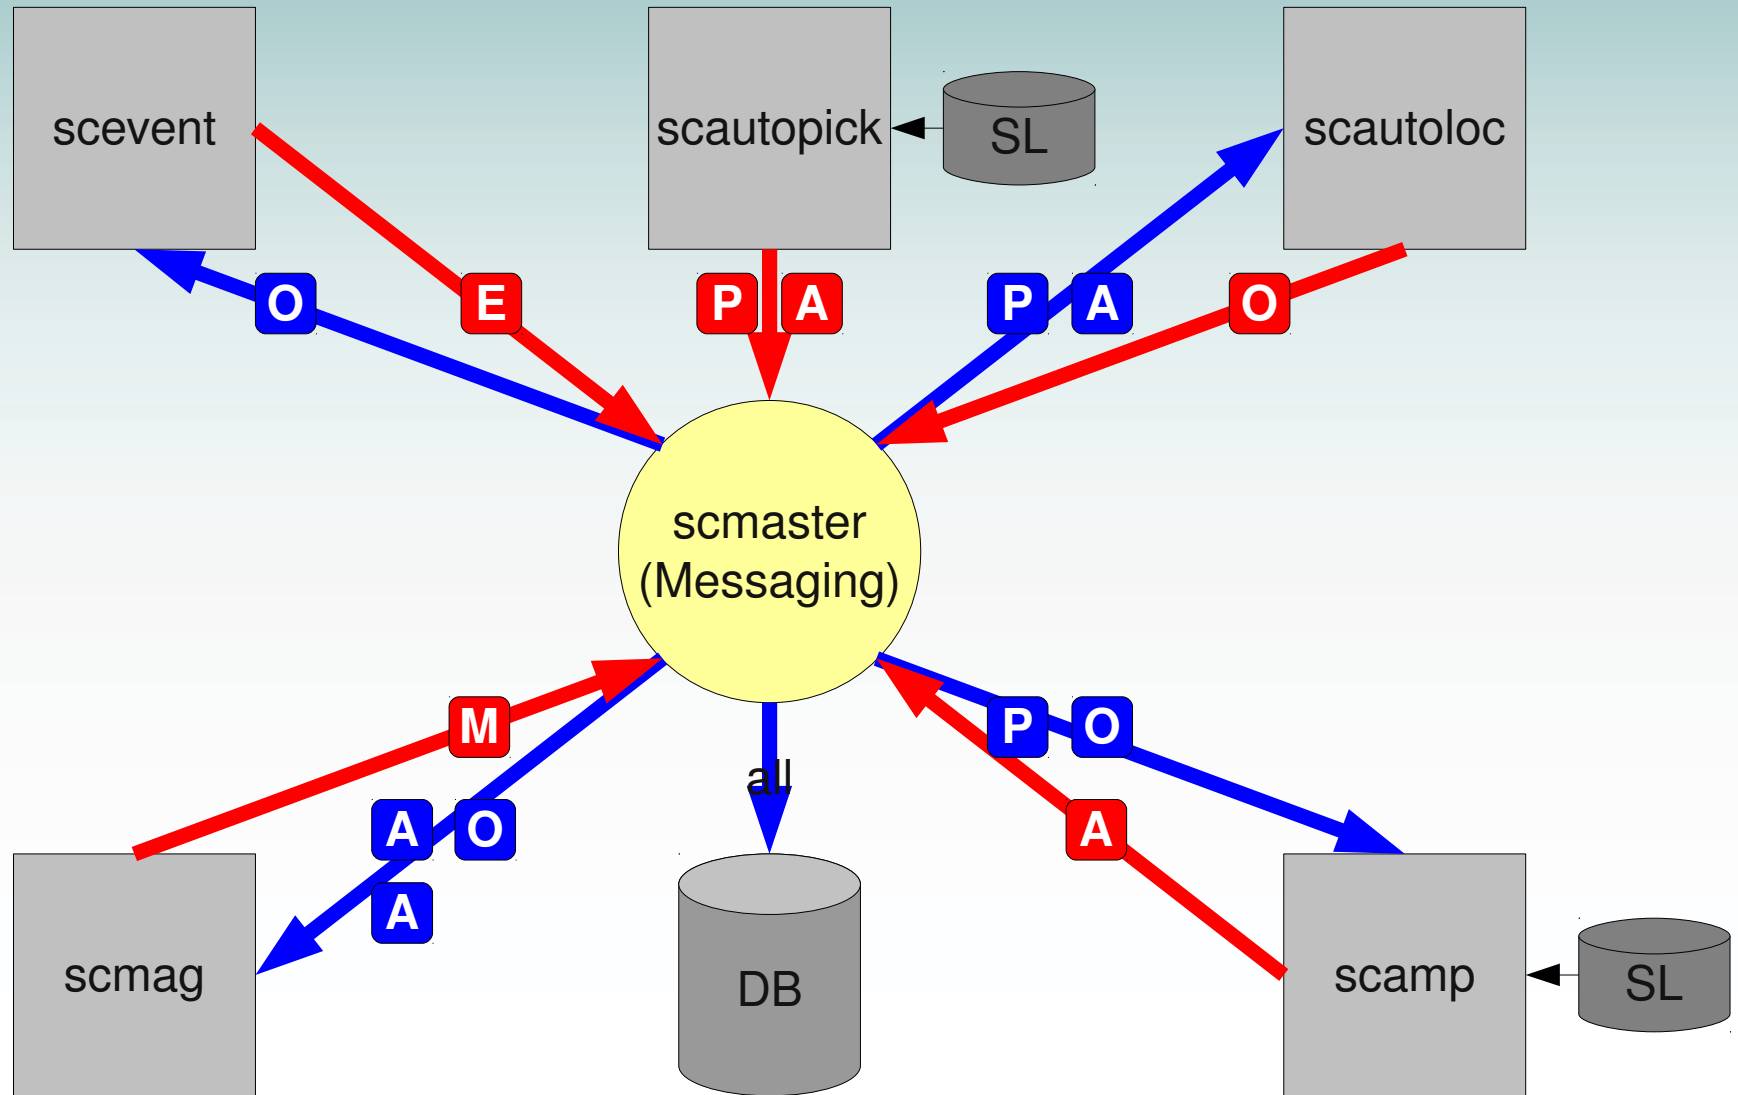 scevent
scautopick
SL
scautoloc
O
E
P
A
P
A
O
scmaster
(Messaging)
M
P
O
all
A
O
A
A
scmag
DB
scamp
SL